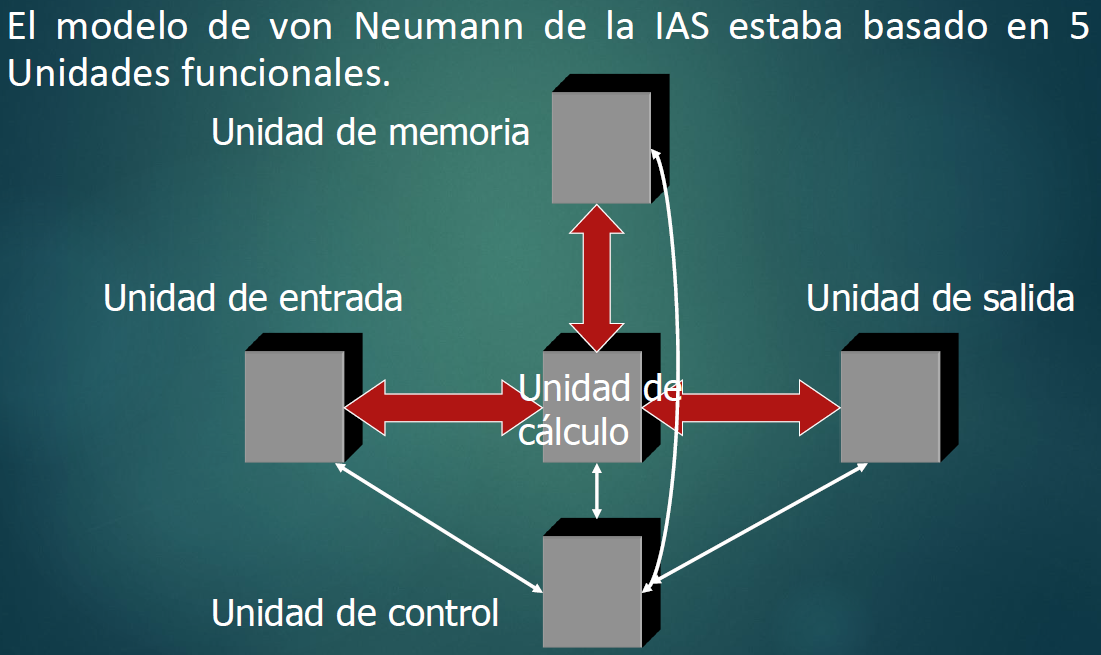 El modelo de von Neumann de la IAS estaba basado en 5
Unidades funcionales.
Unidad de memoria
Unidad de entrada
Unidad de salida
Unidad de
cálculo
Unidad de control